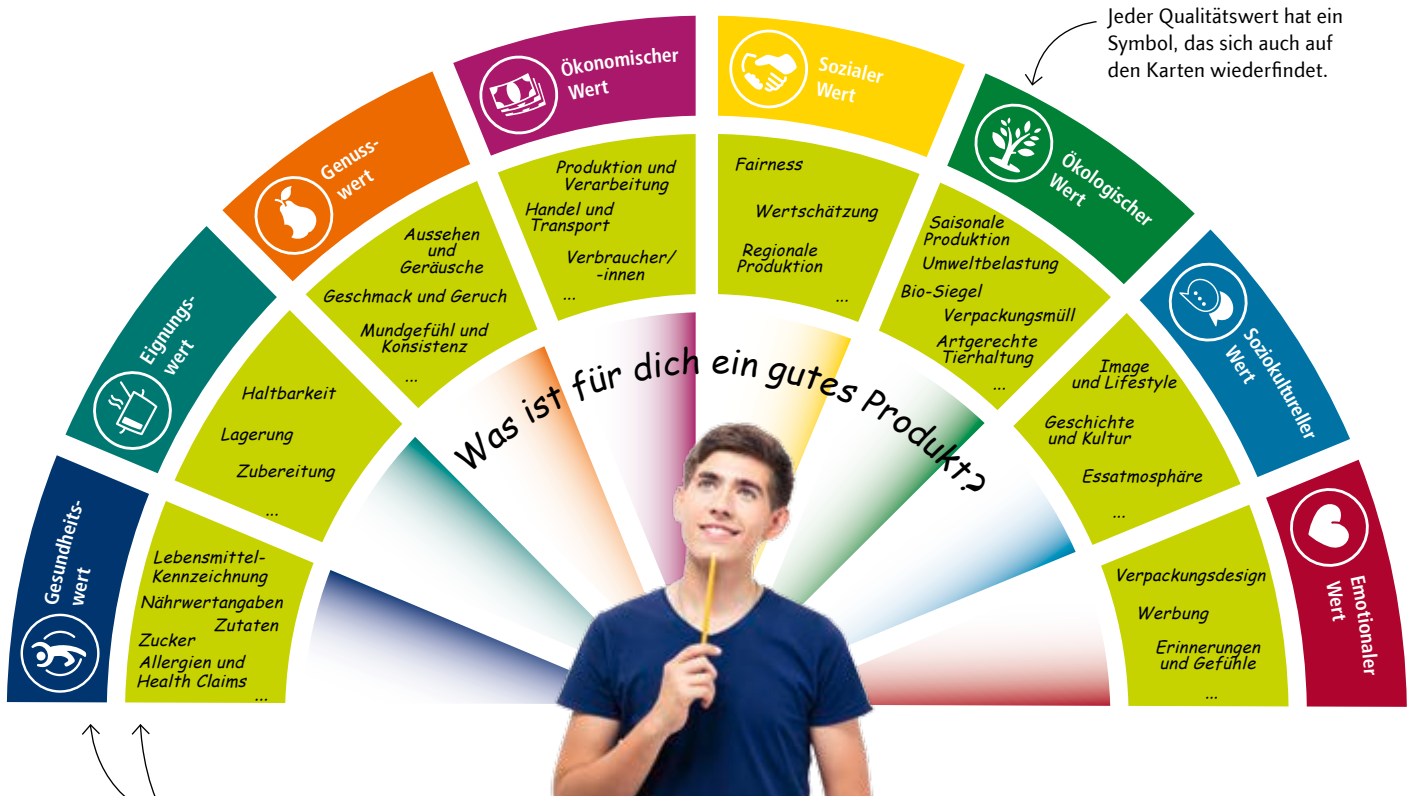 Jeder Qualitätswert hat ein
Symbol, das sich auch auf
den Karten wiederfindet.
Gesundheits-
wert
Lebensmittel-
Kennzeichnung
Nährwertangaben
Zutaten
Zucker
Allergien und
Health Claims
...
Eignungs-
wert
Haltbarkeit
Lagerung
Zubereitung
...
Genuss-
wert
Aussehen
und
Geräusche
Geschmack und Geruch
Mundgefühl und
Konsistenz
...
Ökonomischer
Wert
Produktion und
Verarbeitung
Handel und
Transport
Verbraucher/
-innen
...
Sozialer
Wert
Fairness
Wertschätzung
Regionale
Produktion
...
Ökologischer
Wert
Saisonale
Produktion
Umweltbelastung
Bio-Siegel
Verpackungsmüll
Artgerechte
Tierhaltung
...
Soziokultureller
Wert
Image
und Lifestyle
Geschichte
und Kultur
Essatmosphäre
...
Emotionaler
Wert
Verpackungsdesign
Werbung
Erinnerungen
und Gefühle
...
Was ist für dich ein gutes Produkt?